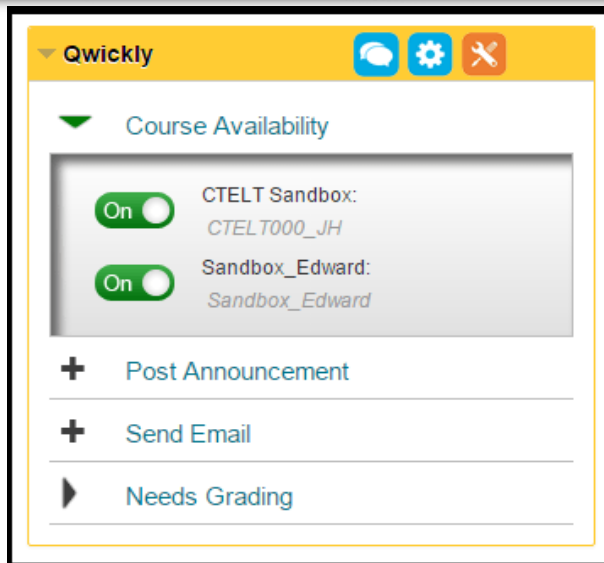 Qwickly
Course Availability
On CTELT Sandbox:
CTELT000_JH
On Sandbox_Edward:
Sandbox_Edward
Post Announcement
Send Email
Needs Grading